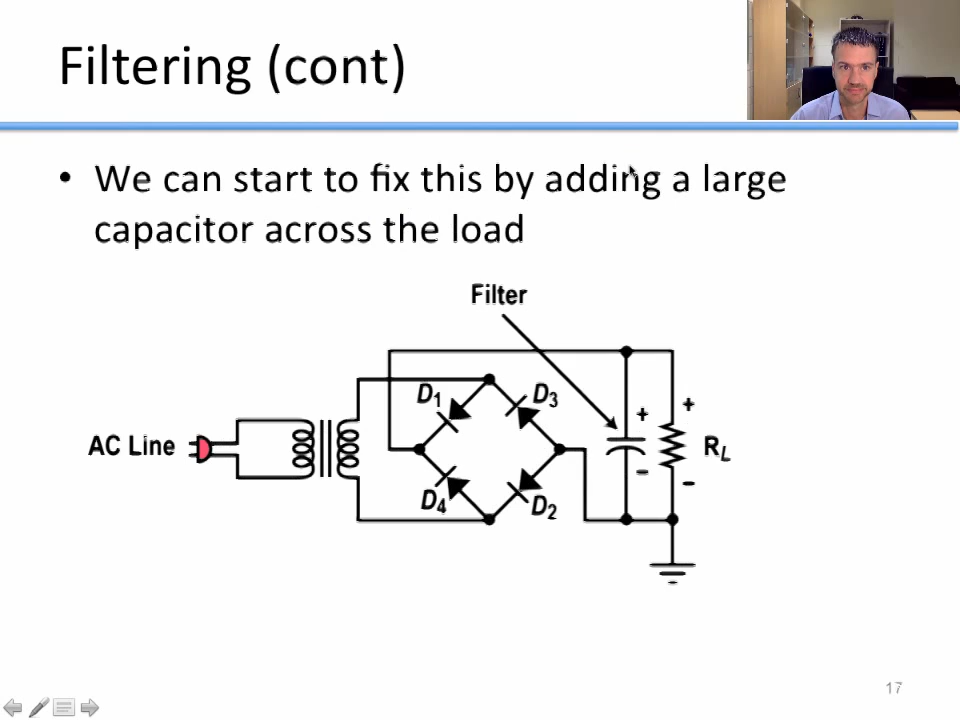 Filtering (cont)
• We can start to fix this by adding a large
capacitor across the load
Filter
D1
D3
+
+
AC Line
RL
D4
D2
–
–
17